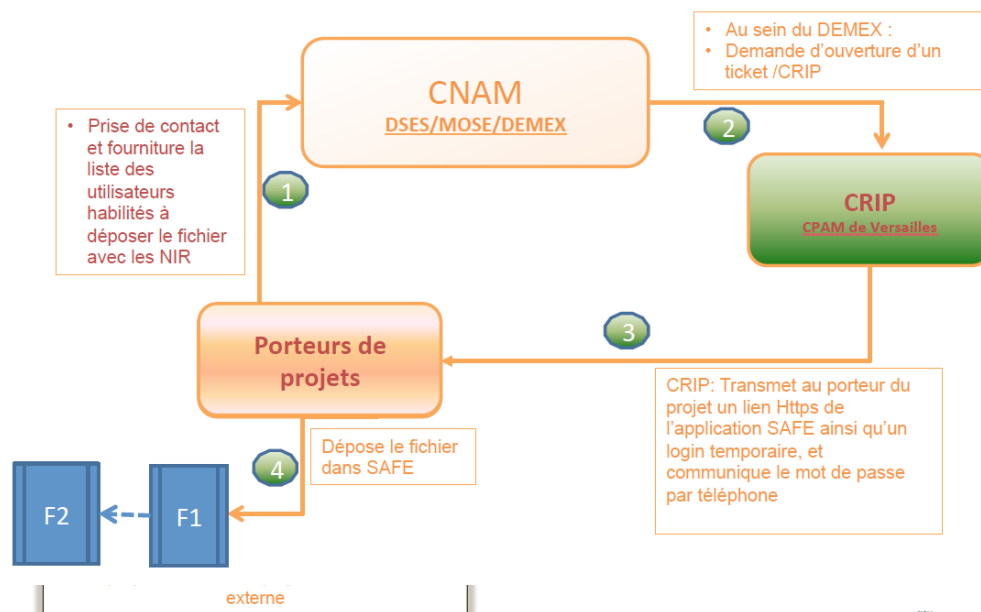 • Au sein du DEMEX :
• Demande d'ouverture d'un
ticket /CRIP
CNAM
DSES/MOSE/DEMEX
2
• Prise de contact
et fourniture la
liste des
utilisateurs
habilités à
déposer le fichier
avec les NIR
1
CRIP
CPAM de Versailles
3
Porteurs de
projets
CRIP: Transmet au porteur du
projet un lien Https de
l'application SAFE ainsi qu'un
login temporaire, et
communique le mot de passe
par téléphone
4
Dépose le fichier
dans SAFE
F2
F1
externe